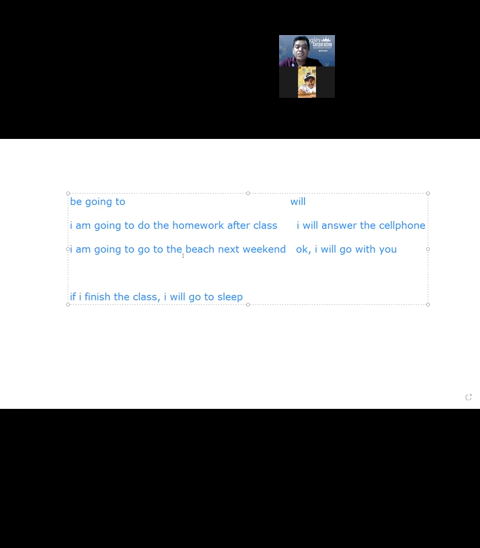 be going to will
i am going to do the homework after class i will answer the cellphone
i am going to go to the beach next weekend ok, i will go with you
if i finish the class, i will go to sleep